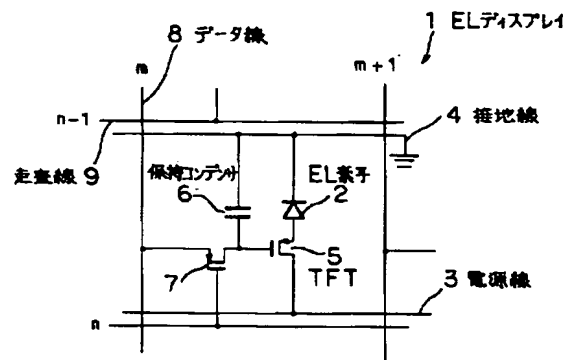 8 データ線
1 ELディスプレイ
m
m+1
n-1
4 接地線
走査線 9
保持コンデンサ
6
EL素子
2
7
5
TFT
3 電源線
n